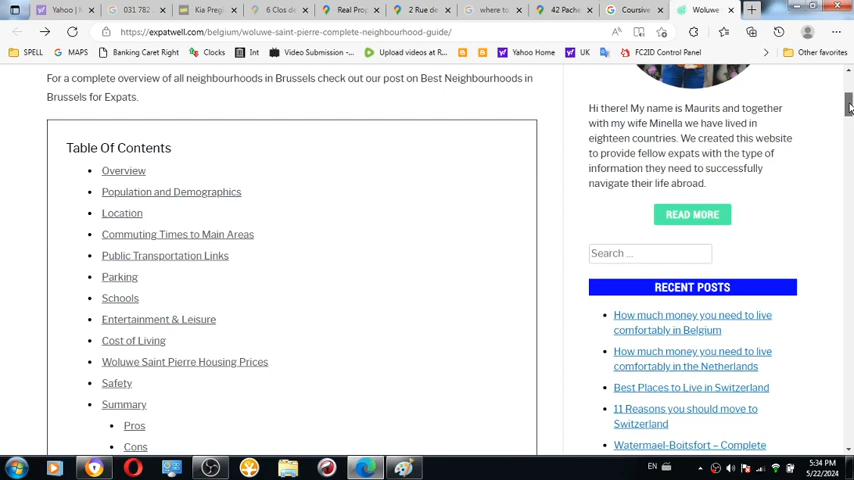 Yahoo | M
031 782
Kia Pregi
6 Clos de
Real Prop
2 Rue de
where to
42 Pache
Coursive
Woluwe
https://expatwell.com/belgium/woluwe-saint-pierre-complete-neighbourhood-guide/
SPELL
MAPS
Banking Caret Right
Clocks
Int
Video Submission -...
Upload videos at R...
Yahoo Home
UK
FC2ID Control Panel
Other favorites
For a complete overview of all neighbourhoods in Brussels check out our post on Best Neighbourhoods in
Brussels for Expats.
Table Of Contents
Overview
Population and Demographics
Location
Commuting Times to Main Areas
Public Transportation Links
Parking
Schools
Entertainment & Leisure
Cost of Living
Woluwe Saint Pierre Housing Prices
Safety
Summary
Pros
Cons
Hi there! My name is Maurits and together
with my wife Minella we have lived in
eighteen countries. We created this website
to provide fellow expats with the type of
information they need to successfully
navigate their life abroad.
READ MORE
Search ...
RECENT POSTS
How much money you need to live
comfortably in Belgium
How much money you need to live
comfortably in the Netherlands
Best Places to Live in Switzerland
11 Reasons you should move to
Switzerland
Watermael-Boitsfort – Complete
EN
5:34 PM
5/22/2024